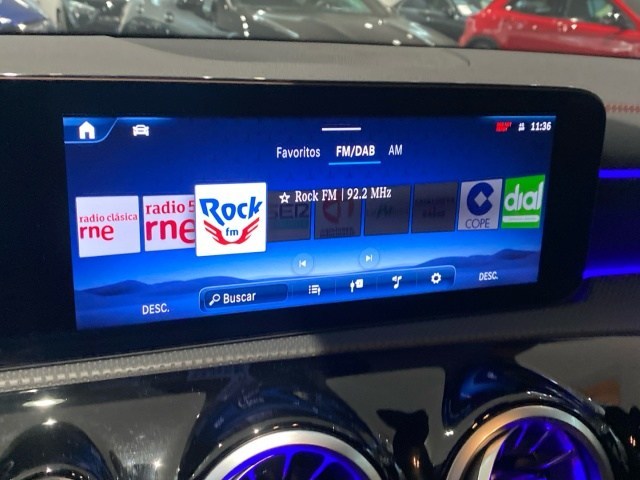 11:36
Favoritos FM/DAB AM
radio clásica
rne
radio 5
rne
Rock
fm
Rock FM | 92.2 MHz
SER
COPE
dial
DESC.
Buscar
DESC.